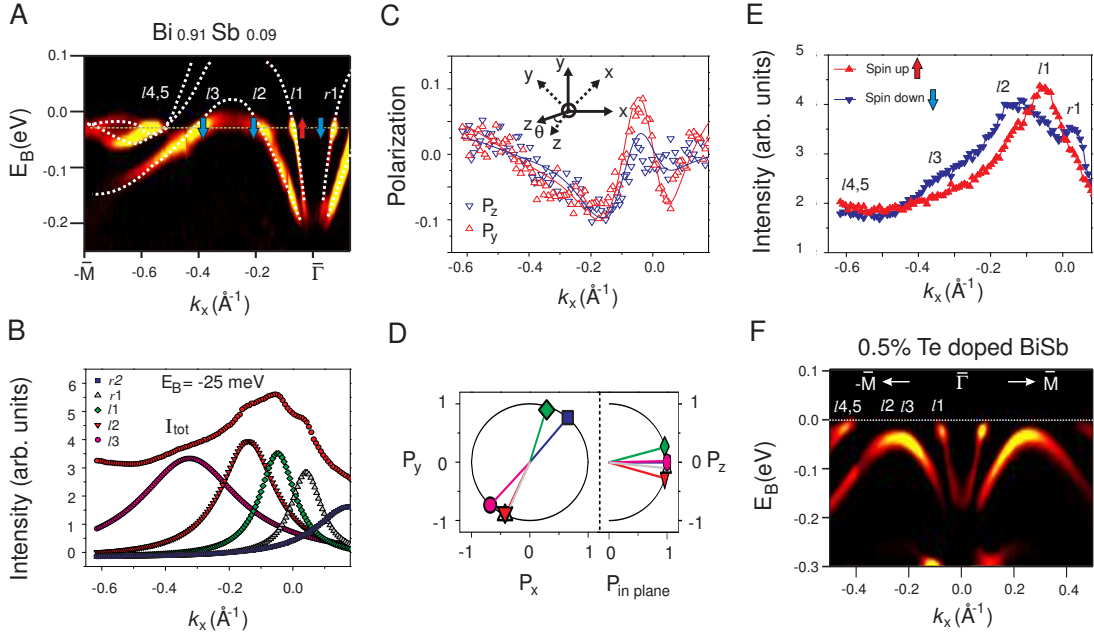 A
Bi 0.91 Sb 0.09
0.1
0.0
-0.1
-0.2
E_B(eV)
l4,5
l3
l2
l1
r1
-M̄
-0.6
-0.4
-0.2
Γ̄
k_x(Å⁻¹)
B
E_B= -25 meV
r2
r1
l1
l2
l3
I_tot
6
5
4
3
2
1
0
Intensity (arb. units)
-0.6
-0.4
-0.2
0.0
k_x(Å⁻¹)
C
0.1
0.0
-0.1
Polarization
y
y
x
x
z
θ
z
P_z
P_y
-0.6
-0.4
-0.2
0.0
k_x(Å⁻¹)
D
1
0
-1
P_y
-1
0
1
P_x
P_z
1
0
-1
0
1
P_in plane
E
5
4
3
2
1
Intensity (arb. units)
Spin up
Spin down
l1
l2
r1
l3
l4,5
-0.6
-0.4
-0.2
0.0
k_x(Å⁻¹)
F
0.5% Te doped BiSb
0.1
0.0
-0.1
-0.2
-0.3
E_B(eV)
-M̄
Γ̄
M̄
l4,5
l2
l3
l1
-0.4
-0.2
0.0
0.2
0.4
k_x(Å⁻¹)